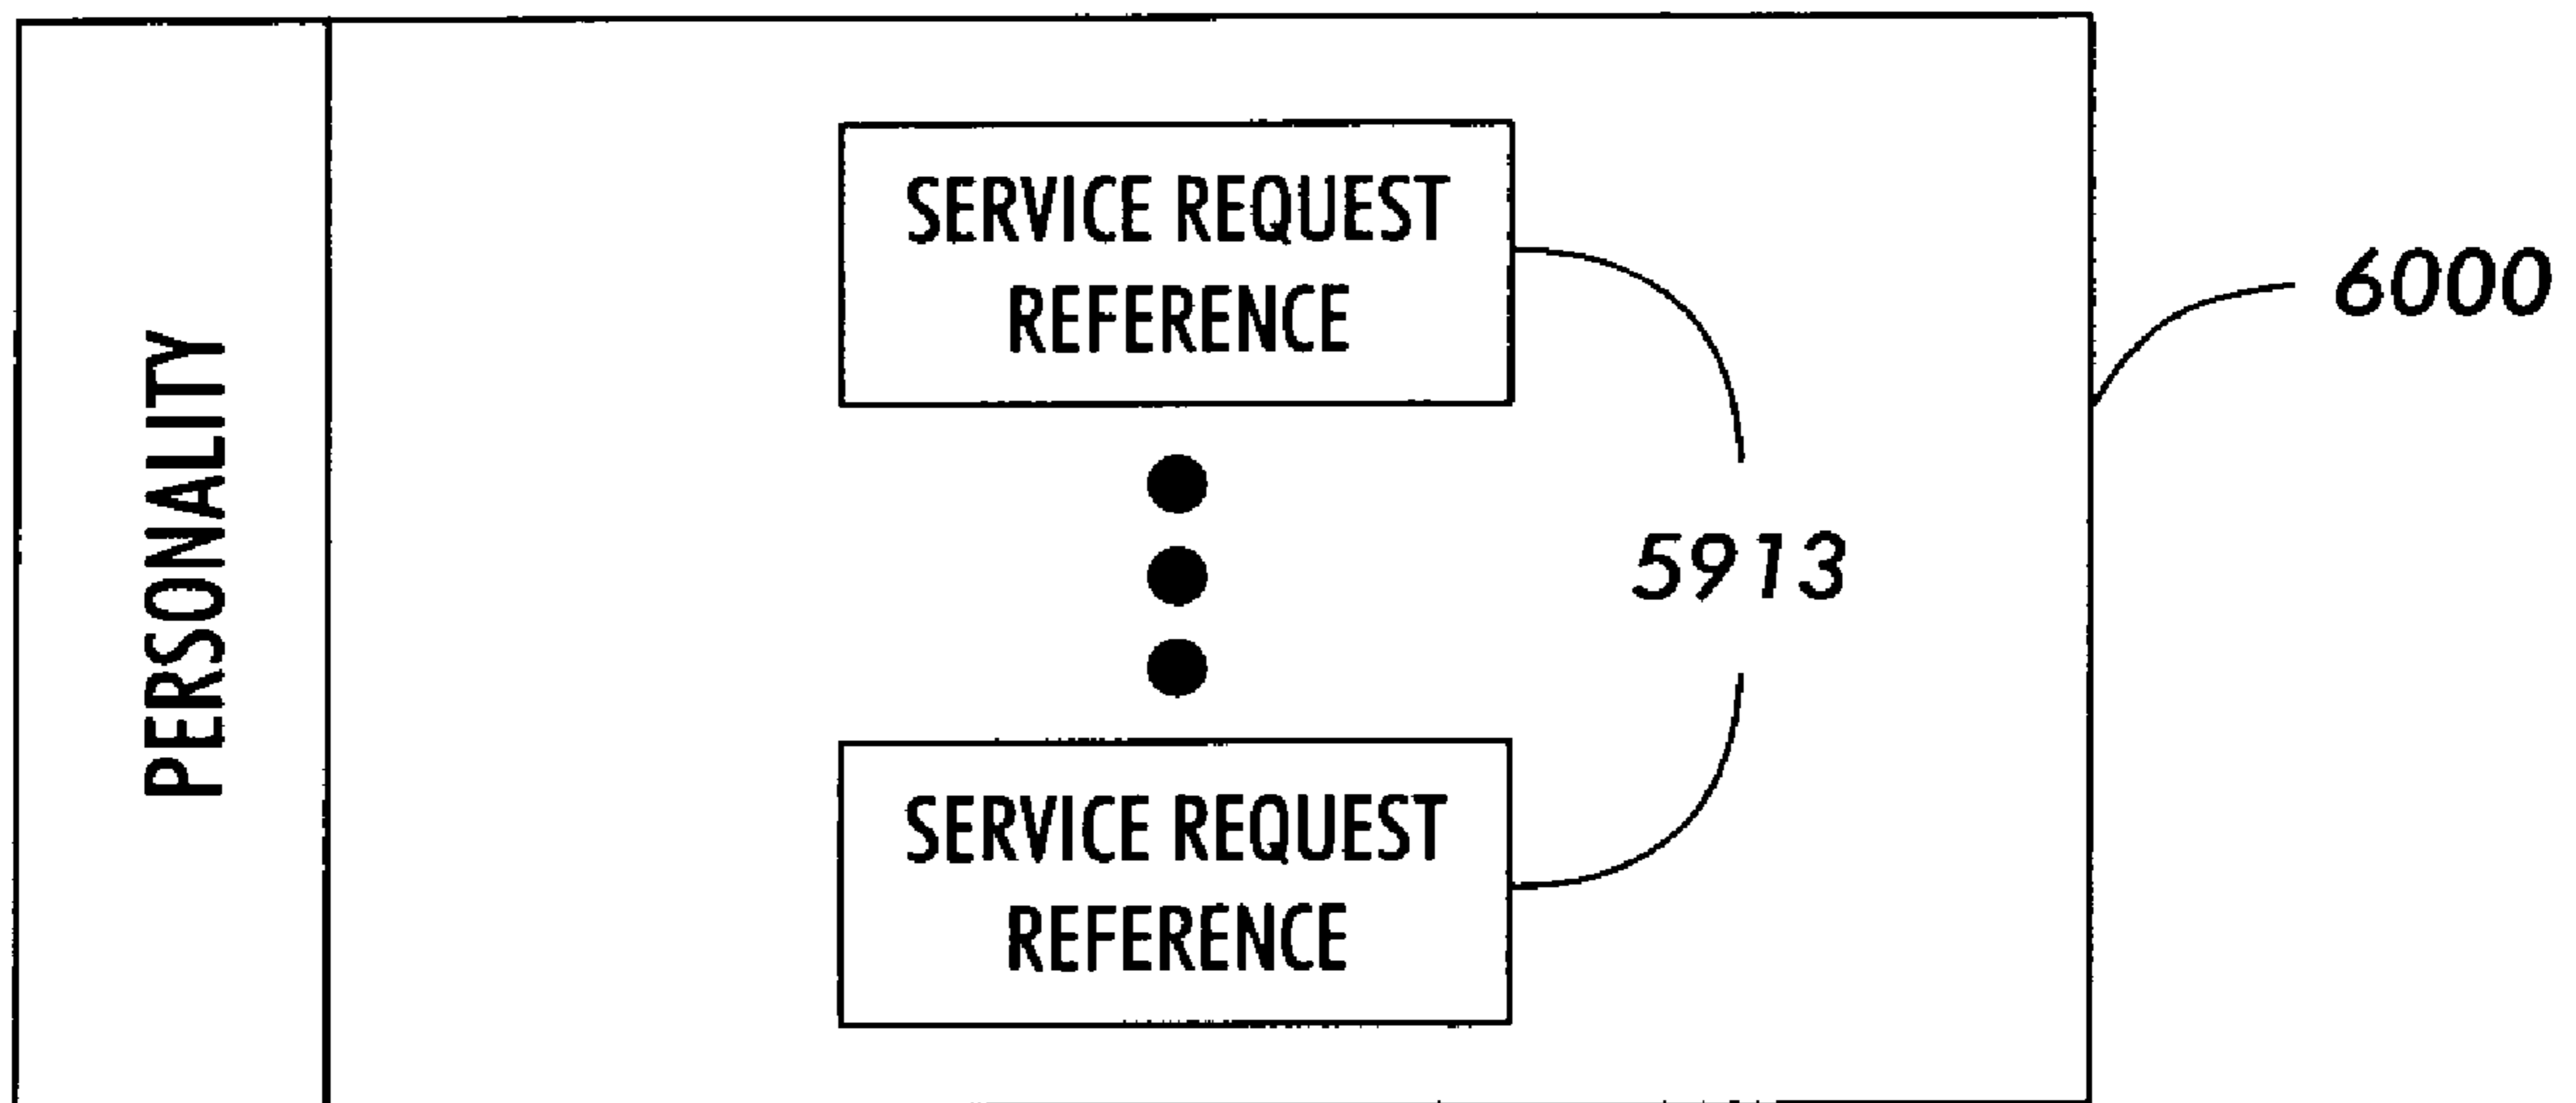 PERSONALITY
SERVICE REQUEST
REFERENCE
6000
5913
SERVICE REQUEST
REFERENCE